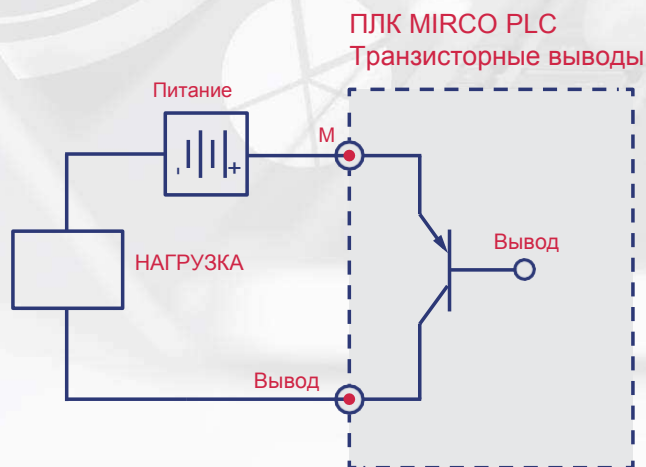 ПЛК MIRCO PLC
Транзисторные выводы
Питание
- +
М
НАГРУЗКА
Вывод
Вывод